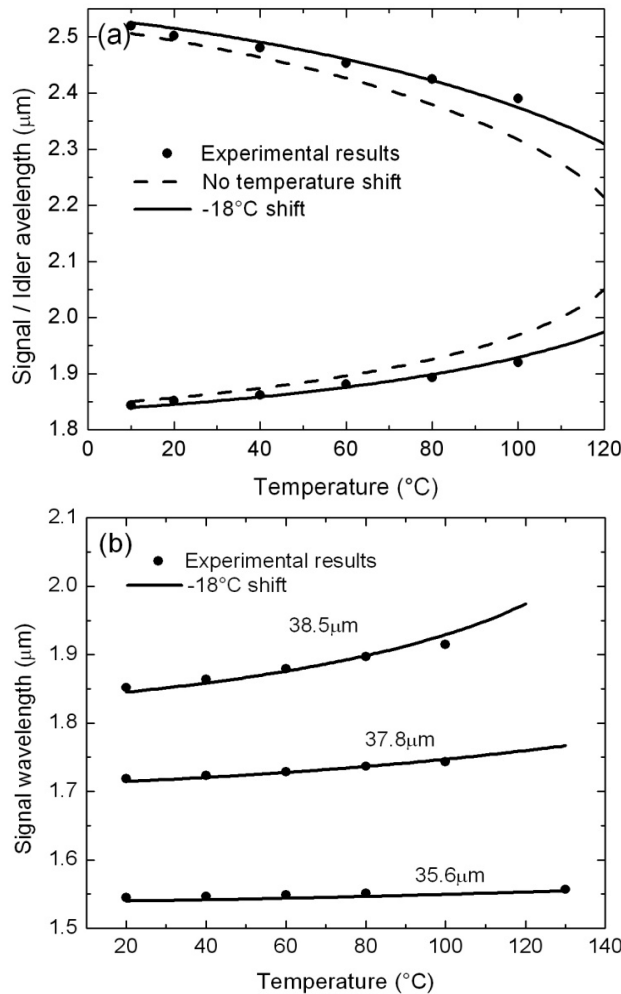 (a)
2.5
2.4
2.3
2.2
2.1
2.0
1.9
1.8
Signal / Idler avelength (μm)
Experimental results
No temperature shift
-18°C shift
0 20 40 60 80 100 120
Temperature (°C)
(b)
2.1
2.0
1.9
1.8
1.7
1.6
1.5
Signal wavelength (μm)
Experimental results
-18°C shift
38.5μm
37.8μm
35.6μm
20 40 60 80 100 120 140
Temperature (°C)